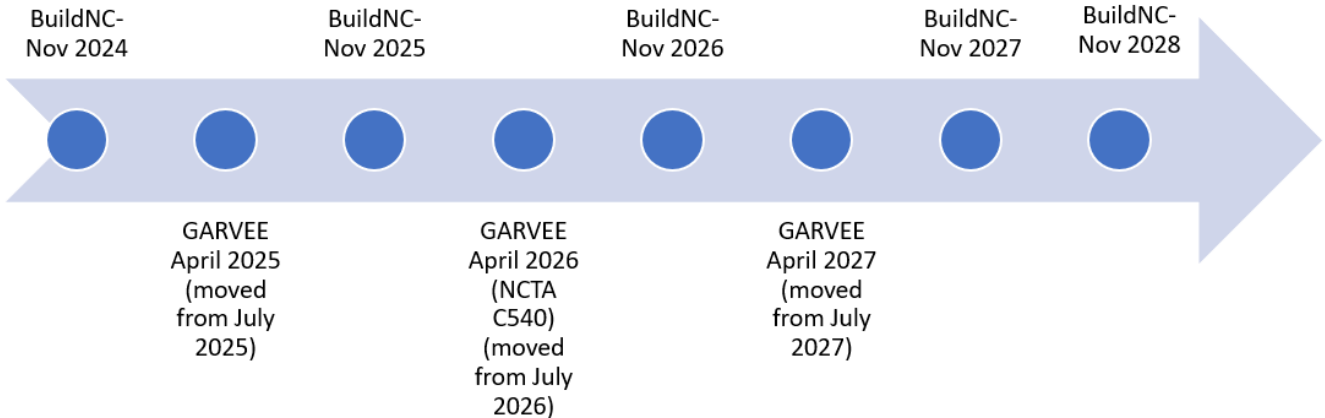 BuildNC-
Nov 2024
BuildNC-
Nov 2025
BuildNC-
Nov 2026
BuildNC-
Nov 2027
BuildNC-
Nov 2028
GARVEE
April 2025
(moved
from July
2025)
GARVEE
April 2026
(NCTA
C540)
(moved
from July
2026)
GARVEE
April 2027
(moved
from July
2027)